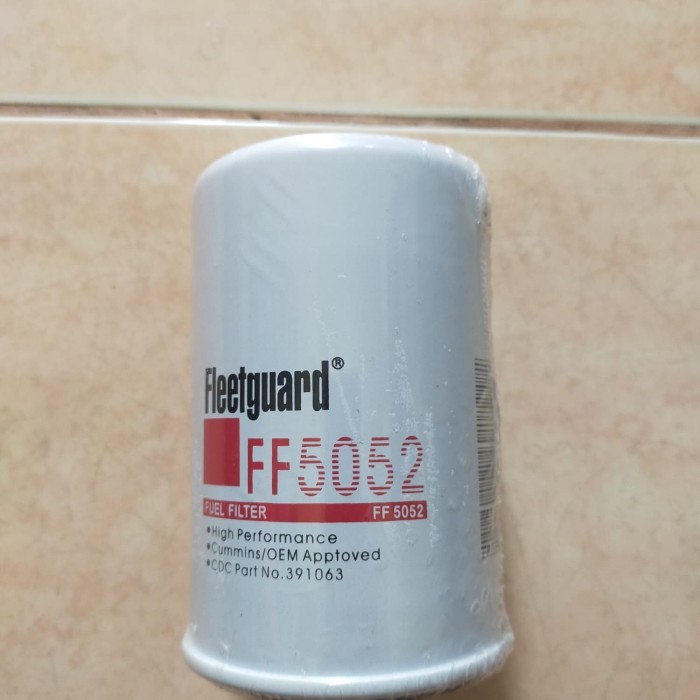 Fleetguard®
FF5052
FUEL FILTER FF 5052
•High Performance
•Cummins/OEM Apptoved
•CDC Part No.391063